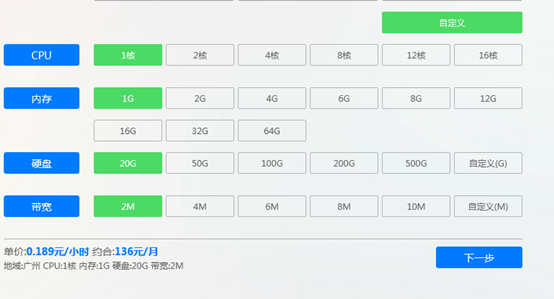 自定义
CPU 1核 2核 4核 8核 12核 16核
内存 1G 2G 4G 6G 8G 12G
16G 32G 64G
硬盘 20G 50G 100G 200G 500G 自定义(G)
带宽 2M 4M 6M 8M 10M 自定义(M)
单价:0.189元/小时 约合:136元/月
地域:广州 CPU:1核 内存:1G 硬盘:20G 带宽:2M
下一步